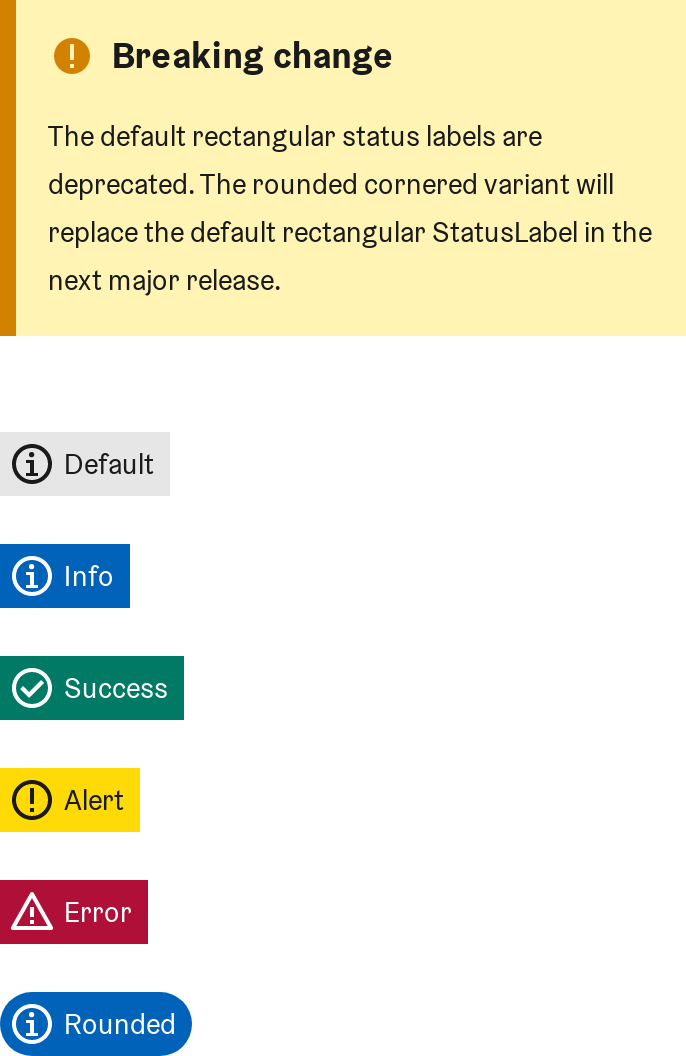 Breaking change
The default rectangular status labels are
deprecated. The rounded cornered variant will
replace the default rectangular StatusLabel in the
next major release.
Default
Info
Success
Alert
Error
Rounded